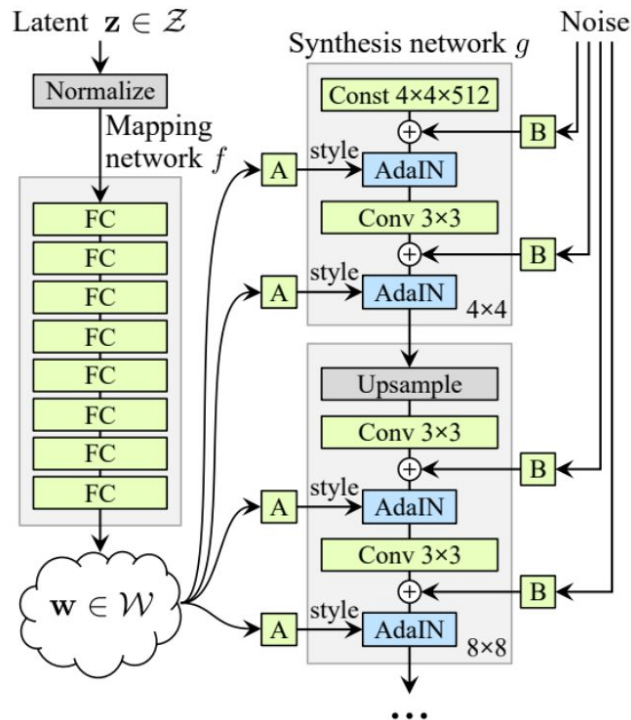 Latent z ∈ 𝒵
Normalize
Mapping
network f
FC
FC
FC
FC
FC
FC
FC
FC
w ∈ 𝒲
Synthesis network g
Noise
Const 4×4×512
+
B
A
style
AdaIN
Conv 3×3
+
B
A
style
AdaIN
4×4
Upsample
Conv 3×3
+
B
A
style
AdaIN
Conv 3×3
+
B
A
style
AdaIN
8×8
...